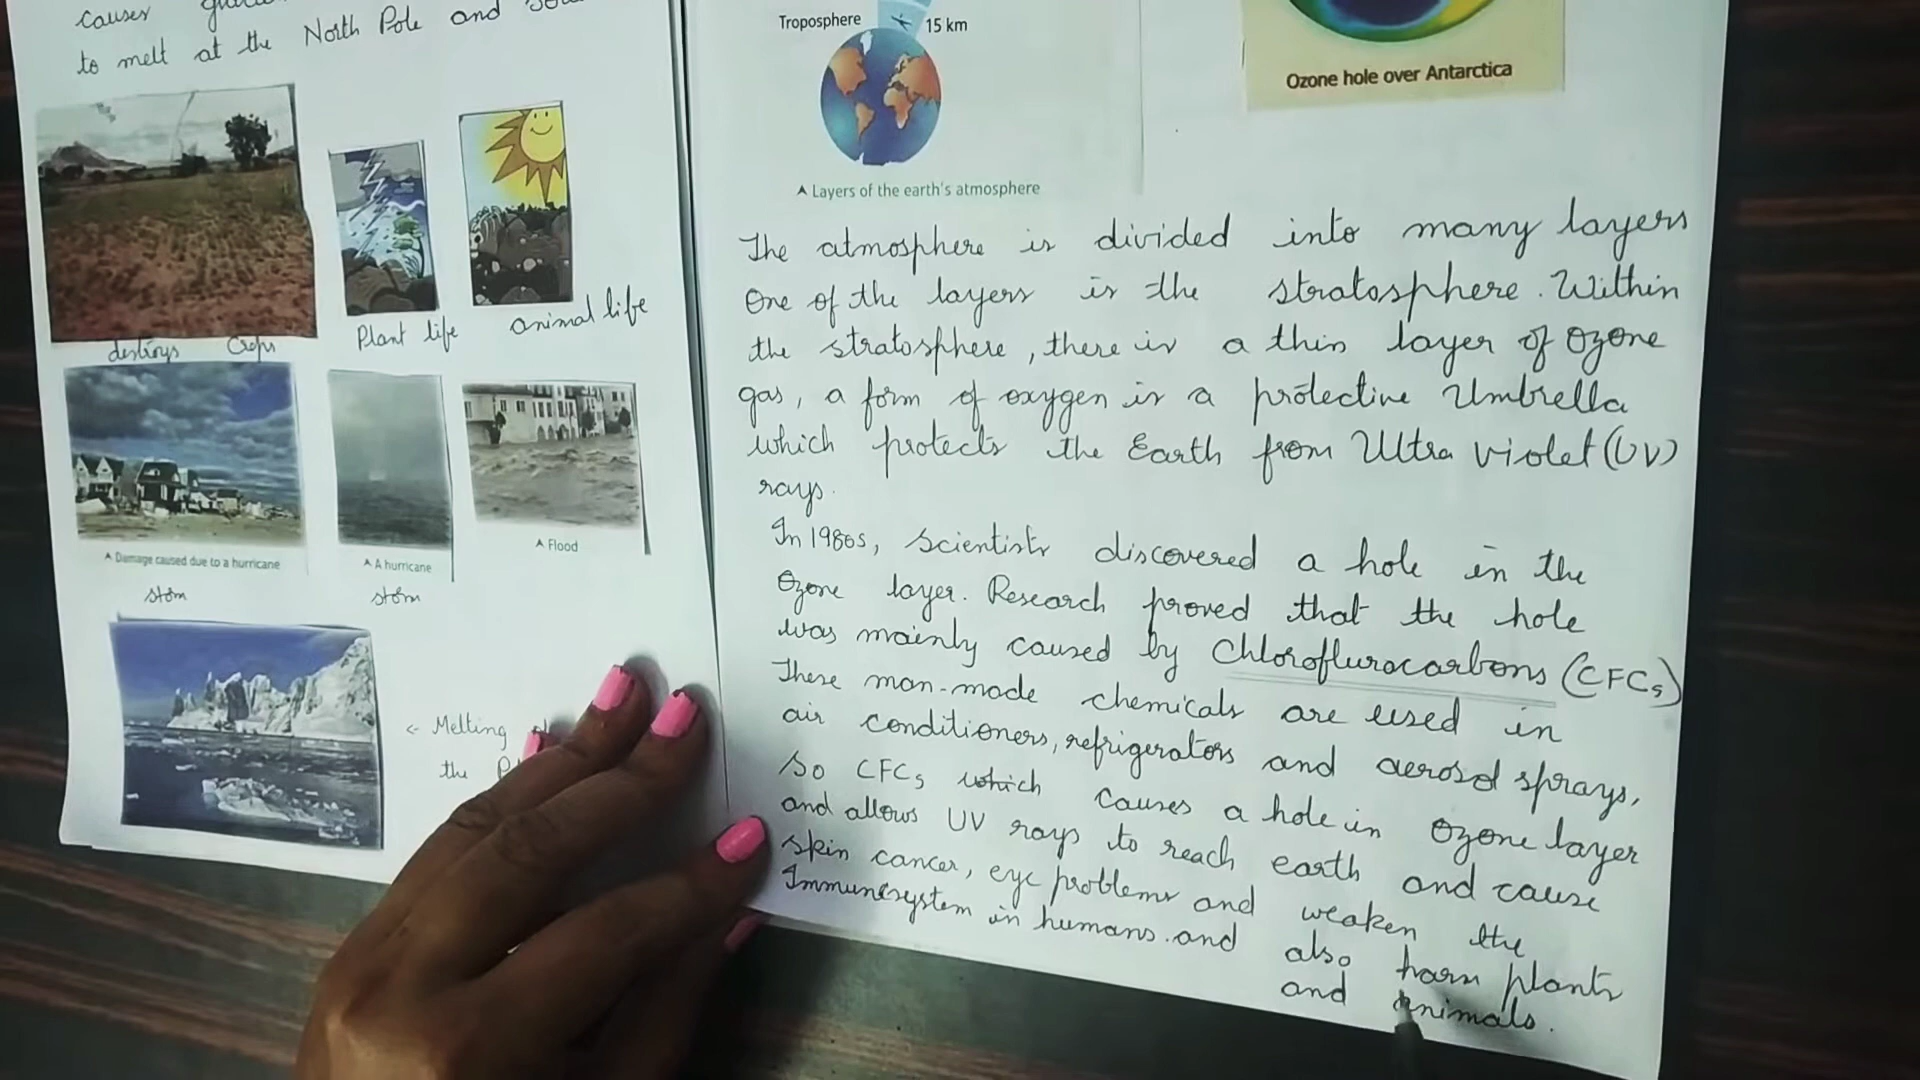 causes
to melt at the North Pole and
destroys Crops
Plant life
animal life
Damage caused due to a hurricane
A hurricane
Flood
stom
stom
< Melting
the
Troposphere
15 km
Layers of the earth's atmosphere
Ozone hole over Antarctica
The atmosphere is divided into many layers
One of the layers is the stratosphere. Within
the stratosphere, there is a thin layer of Ozone
gas, a form of oxygen is a protective Umbrella
which protects the Earth from Ultra violet (UV)
rays.
In 1980s, scientists discovered a hole in the
Ozone layer. Research proved that the hole
was mainly caused by Chloroflurocarbons (CFCs)
These man-made chemicals are used in
air conditioners, refrigerators and aerosol sprays,
So CFCs which causes a hole in Ozone layer
and allows UV rays to reach earth and cause
skin cancer, eye problems and weaken the
Immunesystem in humans. and also harm plants
and animals.